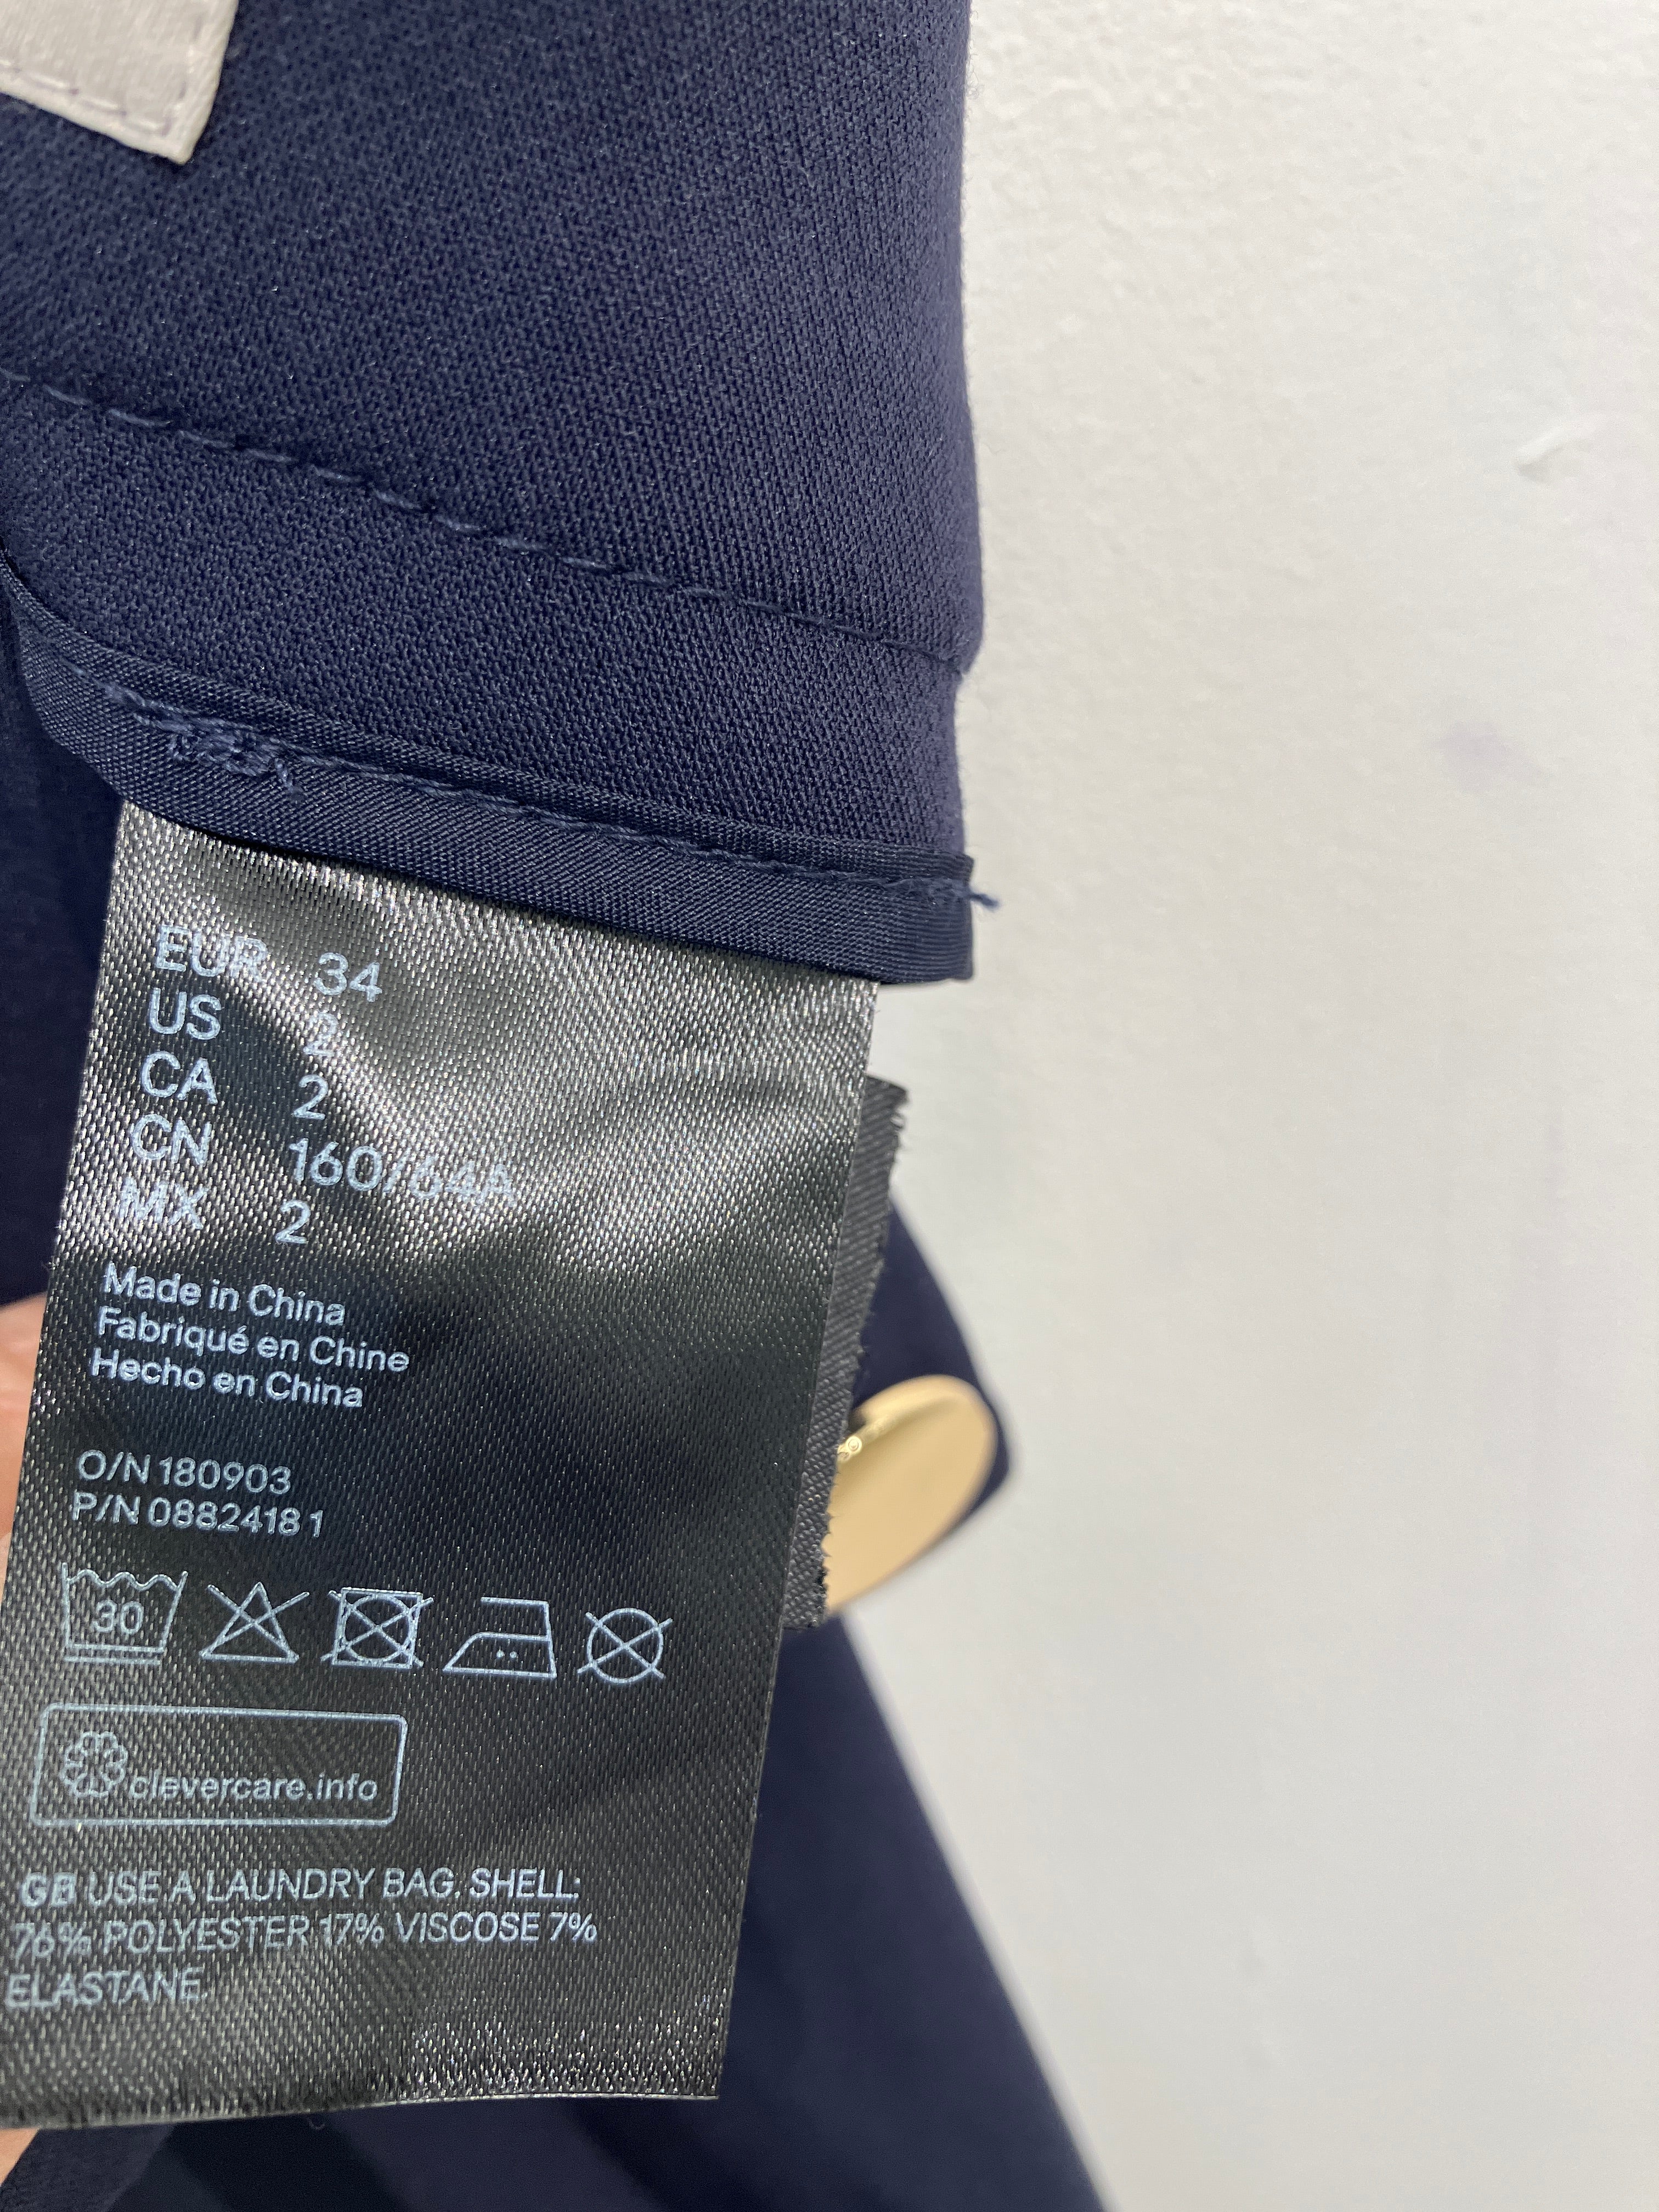 EUR 34
US 2
CA 2
CN 160/64A
MX 2
Made in China
Fabriqué en Chine
Hecho en China
O/N 180903
P/N 088241811
30
clevercare.info
GB USE A LAUNDRY BAG. SHELL:
76% POLYESTER 17% VISCOSE 7%
ELASTANE